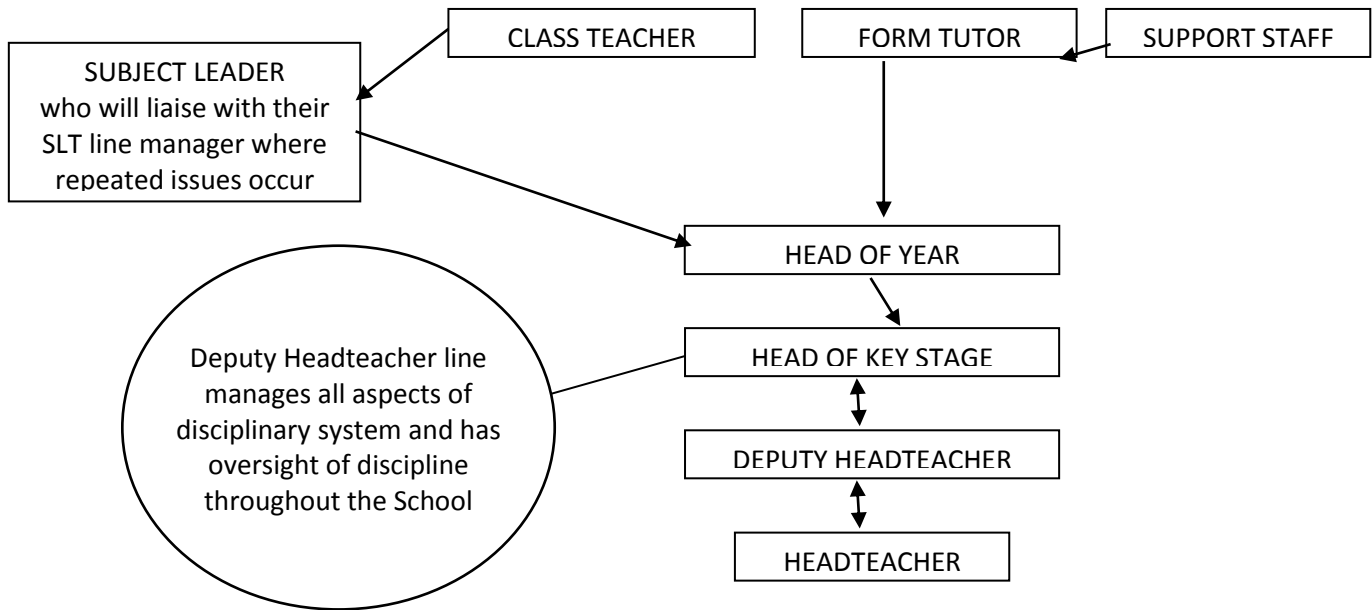 CLASS TEACHER
FORM TUTOR
SUPPORT STAFF
SUBJECT LEADER
who will liaise with their
SLT line manager where
repeated issues occur
HEAD OF YEAR
Deputy Headteacher line
manages all aspects of
disciplinary system and has
oversight of discipline
throughout the School
HEAD OF KEY STAGE
DEPUTY HEADTEACHER
HEADTEACHER